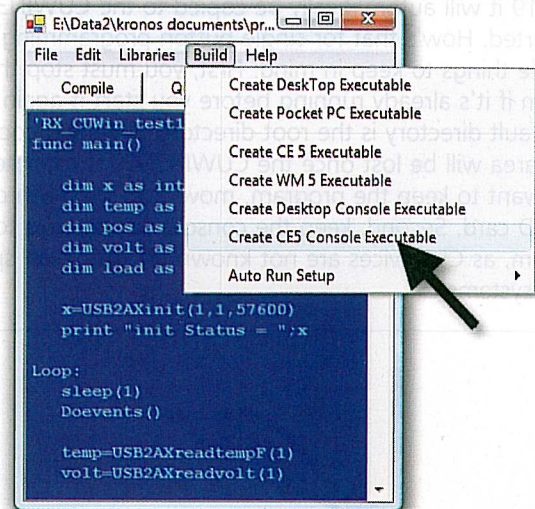 E:\Data2\kronos documents\pr...
File Edit Libraries Build Help
Compile Q
Create DeskTop Executable
Create Pocket PC Executable
Create CE 5 Executable
Create WM 5 Executable
Create Desktop Console Executable
Create CE5 Console Executable
Auto Run Setup
'RX_CUWin_test1
func main()
dim x as int
dim temp as
dim pos as i
dim volt as
dim load as
x=USB2AXinit(1,1,57600)
print "init Status = ";x
Loop:
sleep(1)
Doevents()
temp=USB2AXreadtempF(1)
volt=USB2AXreadvolt(1)